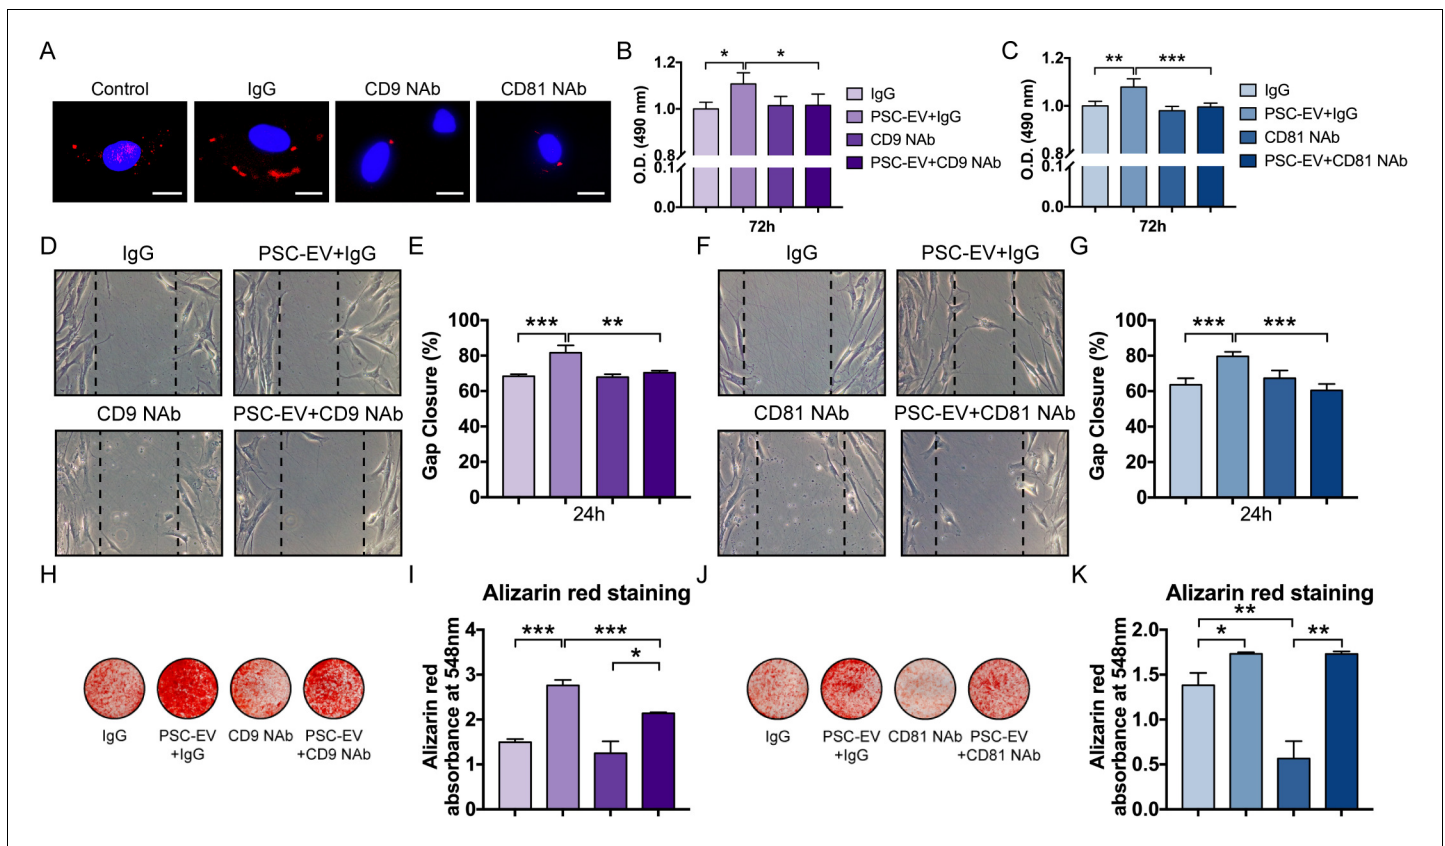 A
Control
IgG
CD9 NAb
CD81 NAb
B
O.D. (490 nm)
1.2
1.0
0.8
0.1
0.0
*
*
72h
IgG
PSC-EV+IgG
CD9 NAb
PSC-EV+CD9 NAb
C
O.D. (490 nm)
1.2
1.0
0.8
0.1
0.0
**
***
72h
IgG
PSC-EV+IgG
CD81 NAb
PSC-EV+CD81 NAb
D
IgG
PSC-EV+IgG
CD9 NAb
PSC-EV+CD9 NAb
E
Gap Closure (%)
100
80
60
40
20
0
***
**
24h
F
IgG
PSC-EV+IgG
CD81 NAb
PSC-EV+CD81 NAb
G
Gap Closure (%)
100
80
60
40
20
0
***
***
24h
H
IgG
PSC-EV
+IgG
CD9 NAb
PSC-EV
+CD9 NAb
I
Alizarin red staining
Alizarin red
absorbance at 548nm
4
3
2
1
0
***
***
*
J
IgG
PSC-EV
+IgG
CD81 NAb
PSC-EV
+CD81 NAb
K
Alizarin red staining
Alizarin red
absorbance at 548nm
2.0
1.5
1.0
0.5
0.0
**
*
**